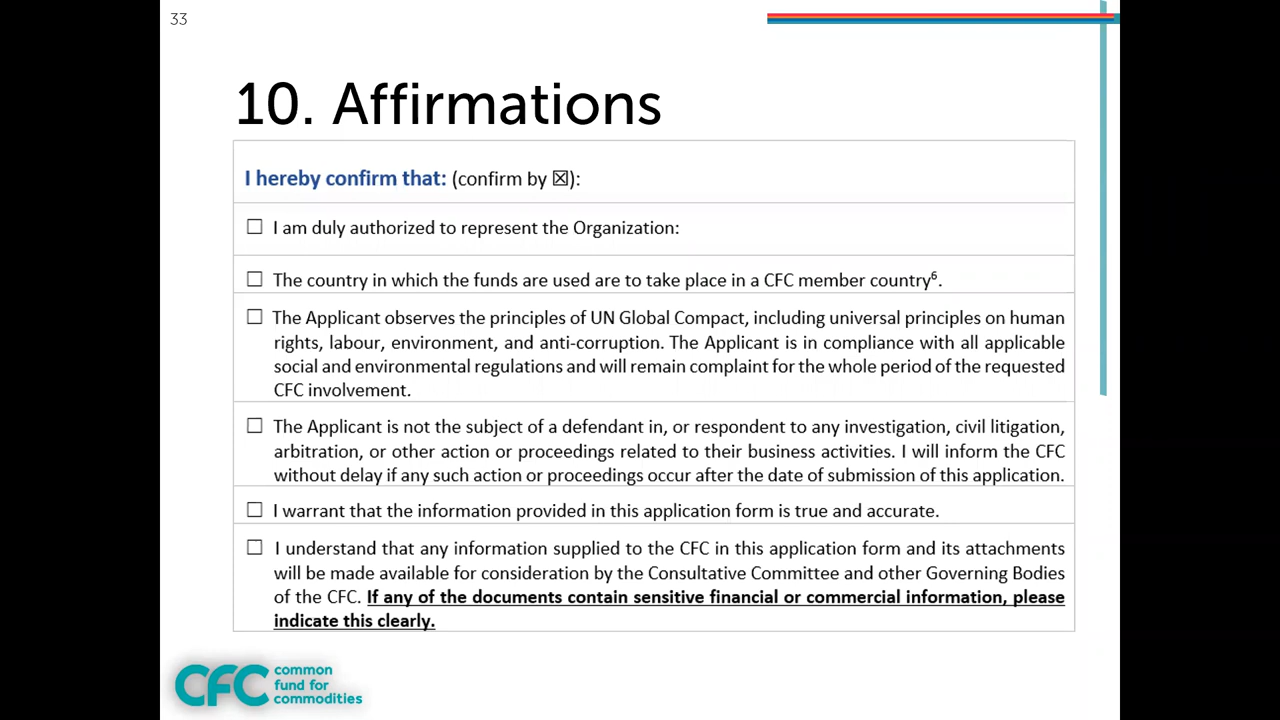 33
10. Affirmations
I hereby confirm that: (confirm by ☒):
☐ I am duly authorized to represent the Organization:
☐ The country in which the funds are used are to take place in a CFC member country⁶.
☐ The Applicant observes the principles of UN Global Compact, including universal principles on human
rights, labour, environment, and anti-corruption. The Applicant is in compliance with all applicable
social and environmental regulations and will remain complaint for the whole period of the requested
CFC involvement.
☐ The Applicant is not the subject of a defendant in, or respondent to any investigation, civil litigation,
arbitration, or other action or proceedings related to their business activities. I will inform the CFC
without delay if any such action or proceedings occur after the date of submission of this application.
☐ I warrant that the information provided in this application form is true and accurate.
☐ I understand that any information supplied to the CFC in this application form and its attachments
will be made available for consideration by the Consultative Committee and other Governing Bodies
of the CFC. If any of the documents contain sensitive financial or commercial information, please
indicate this clearly.
CFC common
fund for
commodities